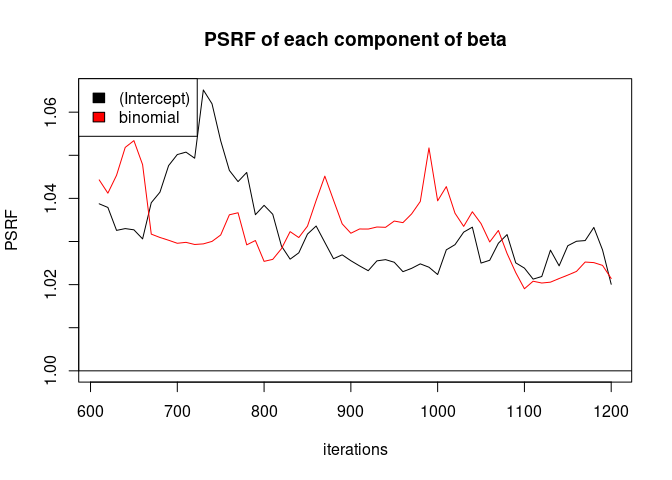 PSRF of each component of beta
(Intercept)
binomial
PSRF
1.06
1.04
1.02
1.00
600 700 800 900 1000 1100 1200
iterations